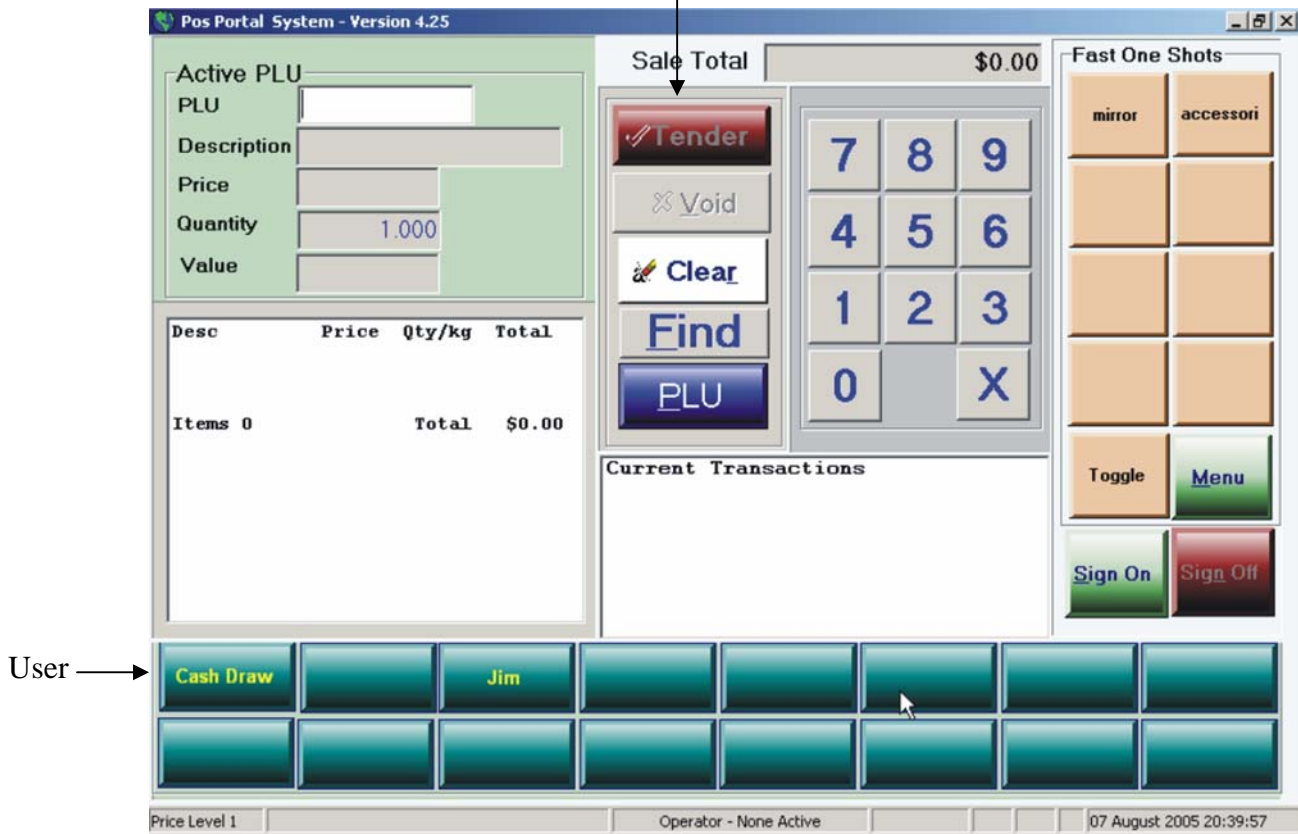 Pos Portal System - Version 4.25
Active PLU
PLU
Description
Price
Quantity 1.000
Value
Sale Total $0.00
Tender
Void
Clear
Find
PLU
7 8 9
4 5 6
1 2 3
0 X
Fast One Shots
mirror accessori
Toggle Menu
Sign On Sign Off
Desc Price Qty/kg Total
Items 0 Total $0.00
Current Transactions
User
Cash Draw Jim
Price Level 1 Operator - None Active 07 August 2005 20:39:57